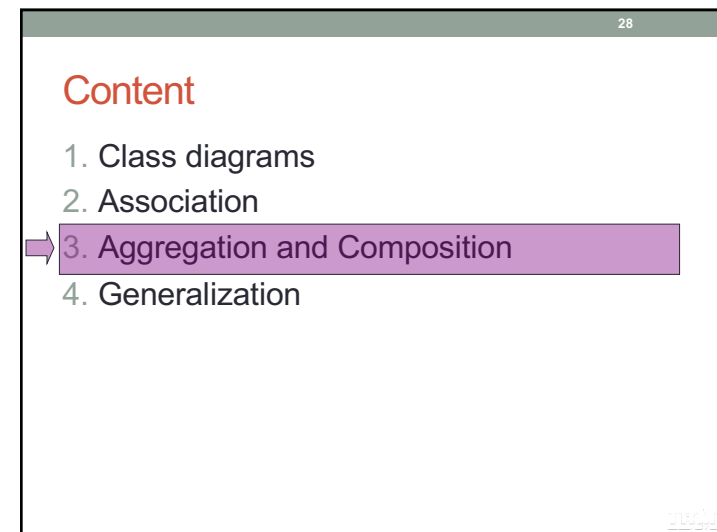 28
Content
1. Class diagrams
2. Association
3. Aggregation and Composition
4. Generalization